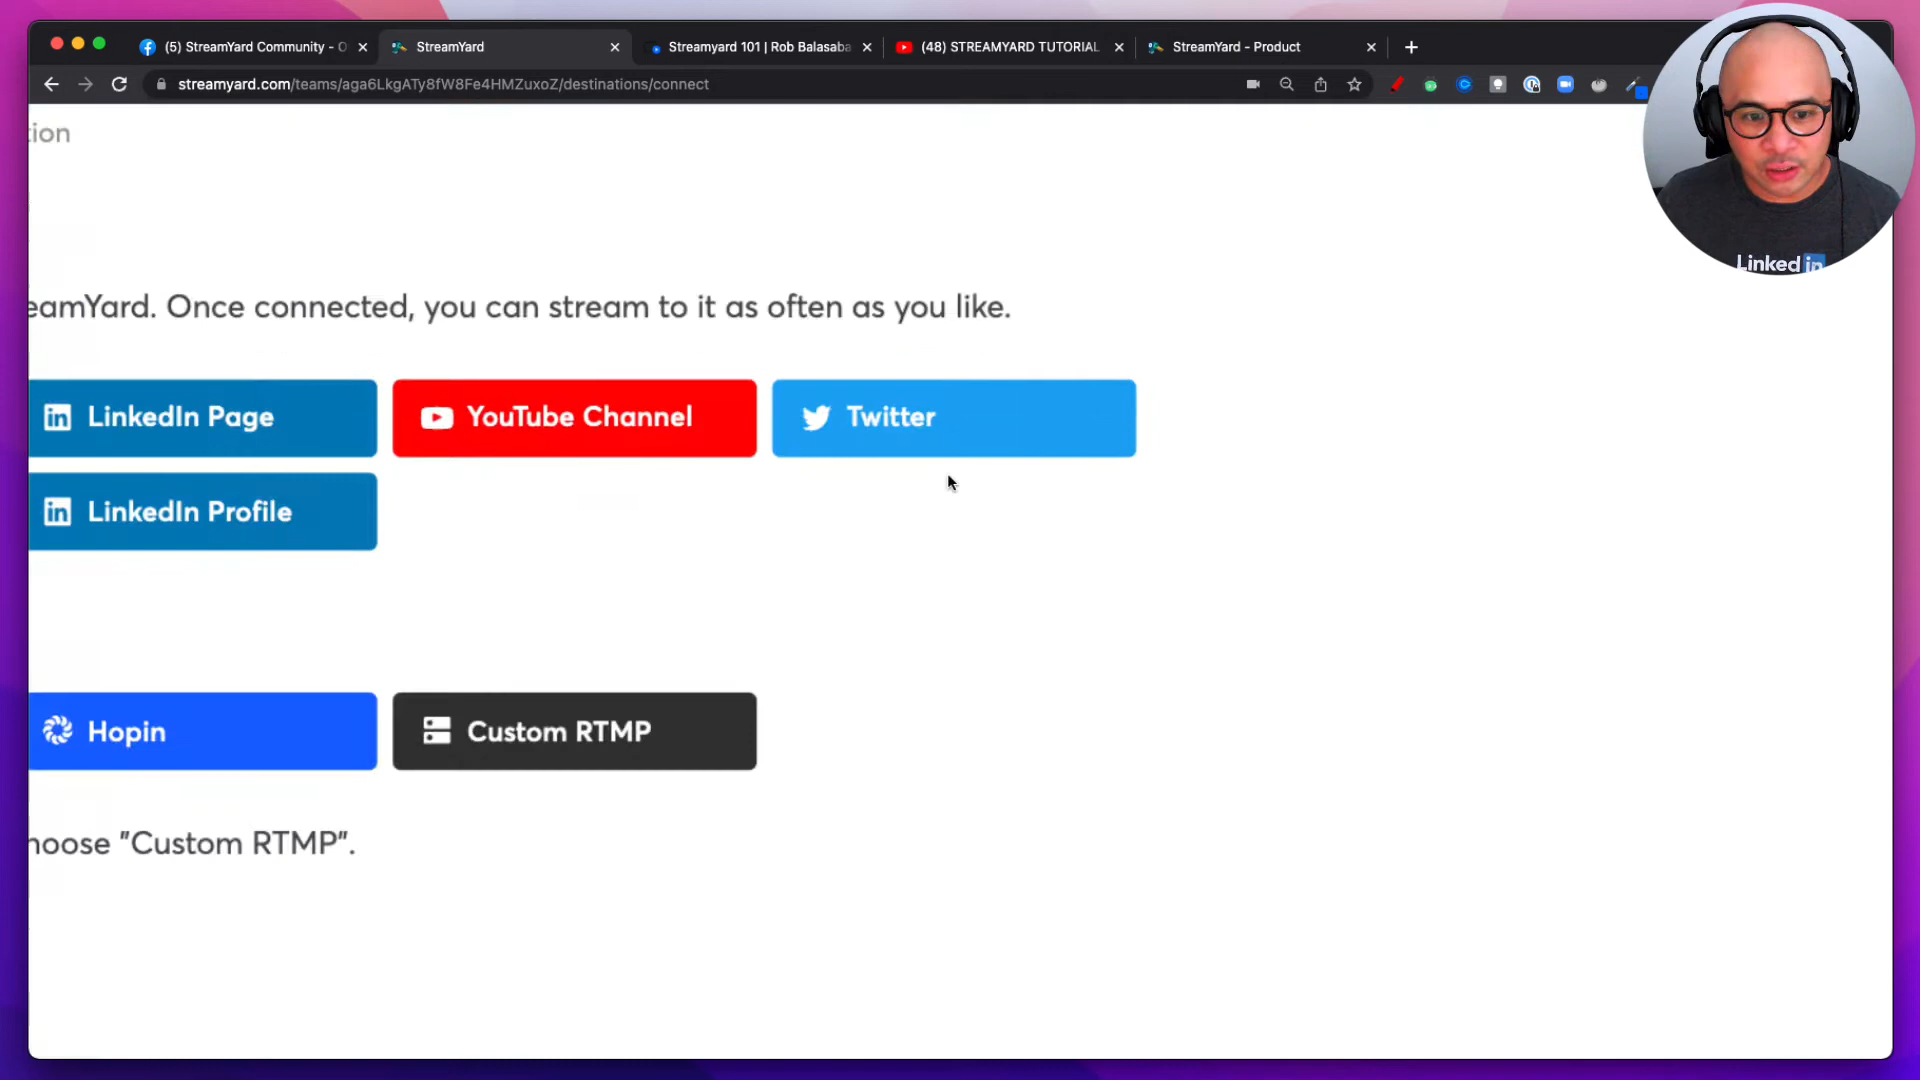 (5) StreamYard Community - O
StreamYard
Streamyard 101 | Rob Balasaba
(48) STREAMYARD TUTORIAL
StreamYard - Product
streamyard.com/teams/aga6LkgATy8fW8Fe4HMZuxoZ/destinations/connect
tion
Linked in
eamYard. Once connected, you can stream to it as often as you like.
LinkedIn Page
YouTube Channel
Twitter
LinkedIn Profile
Hopin
Custom RTMP
hoose "Custom RTMP".